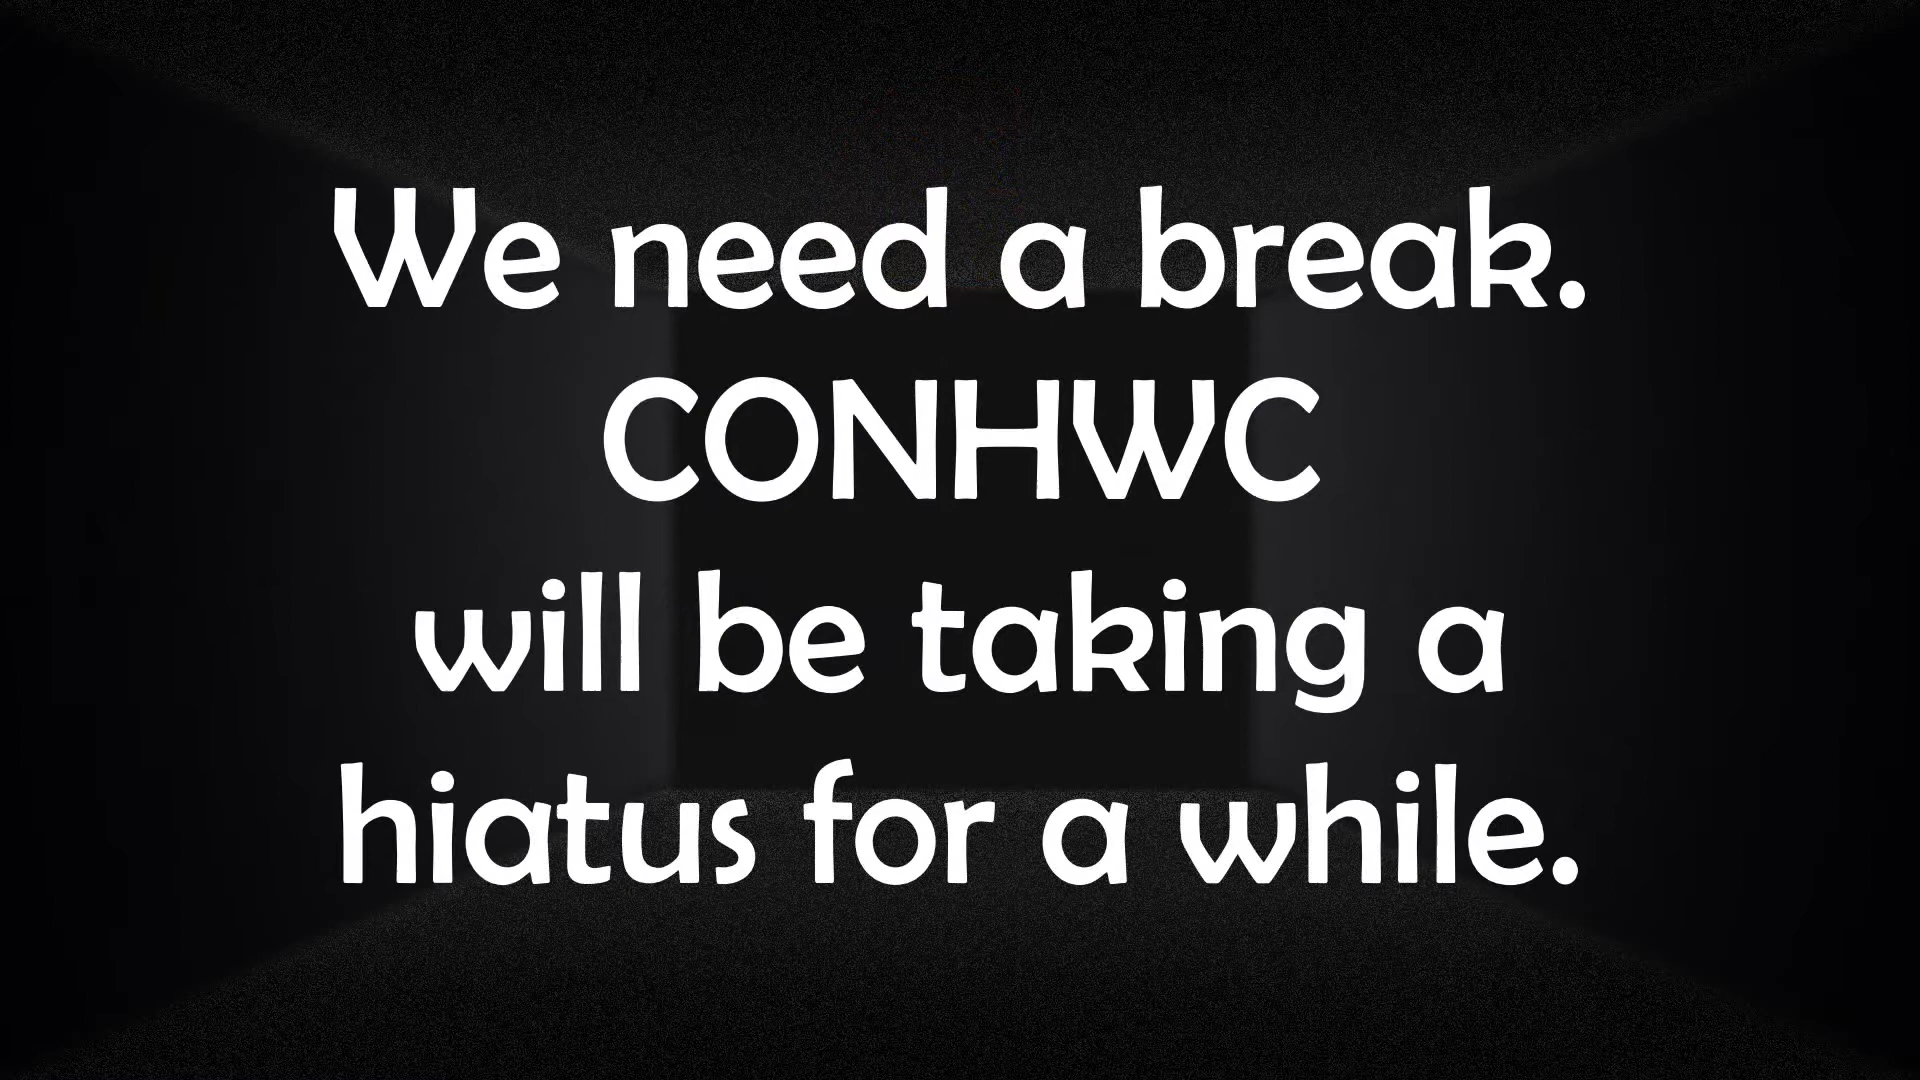 We need a break.
CONHWC
will be taking a
hiatus for a while.